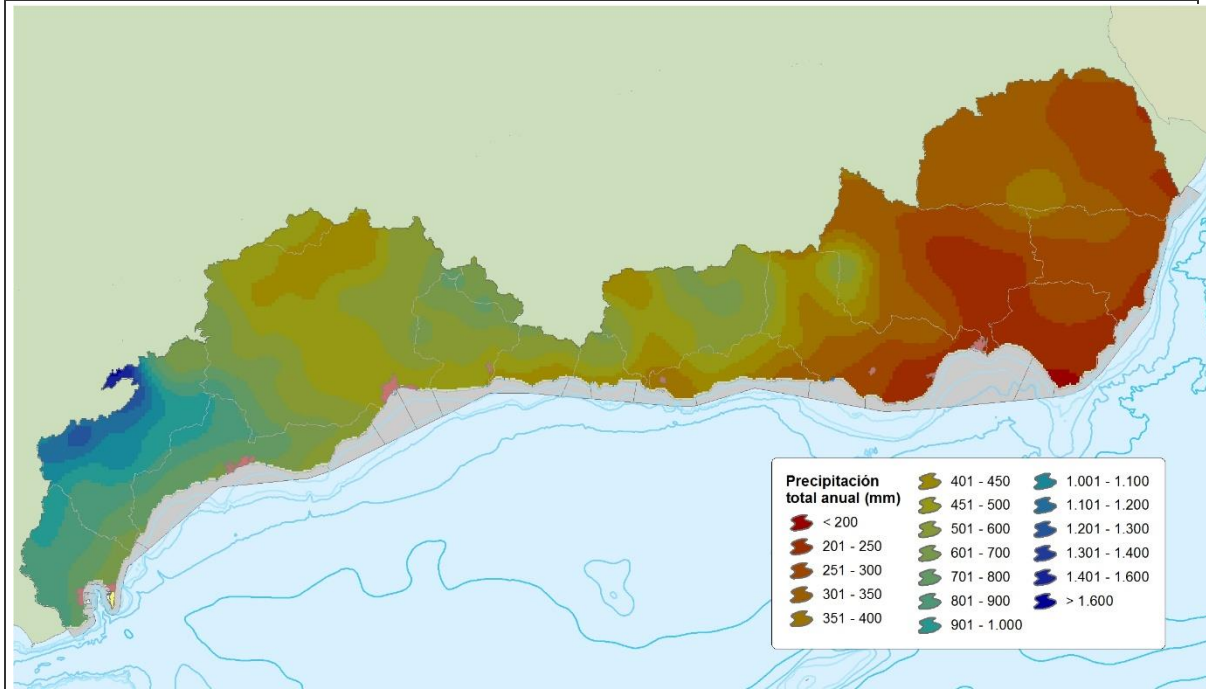 Precipitación
total anual (mm)
< 200
201 - 250
251 - 300
301 - 350
351 - 400
401 - 450
451 - 500
501 - 600
601 - 700
701 - 800
801 - 900
901 - 1.000
1.001 - 1.100
1.101 - 1.200
1.201 - 1.300
1.301 - 1.400
1.401 - 1.600
> 1.600